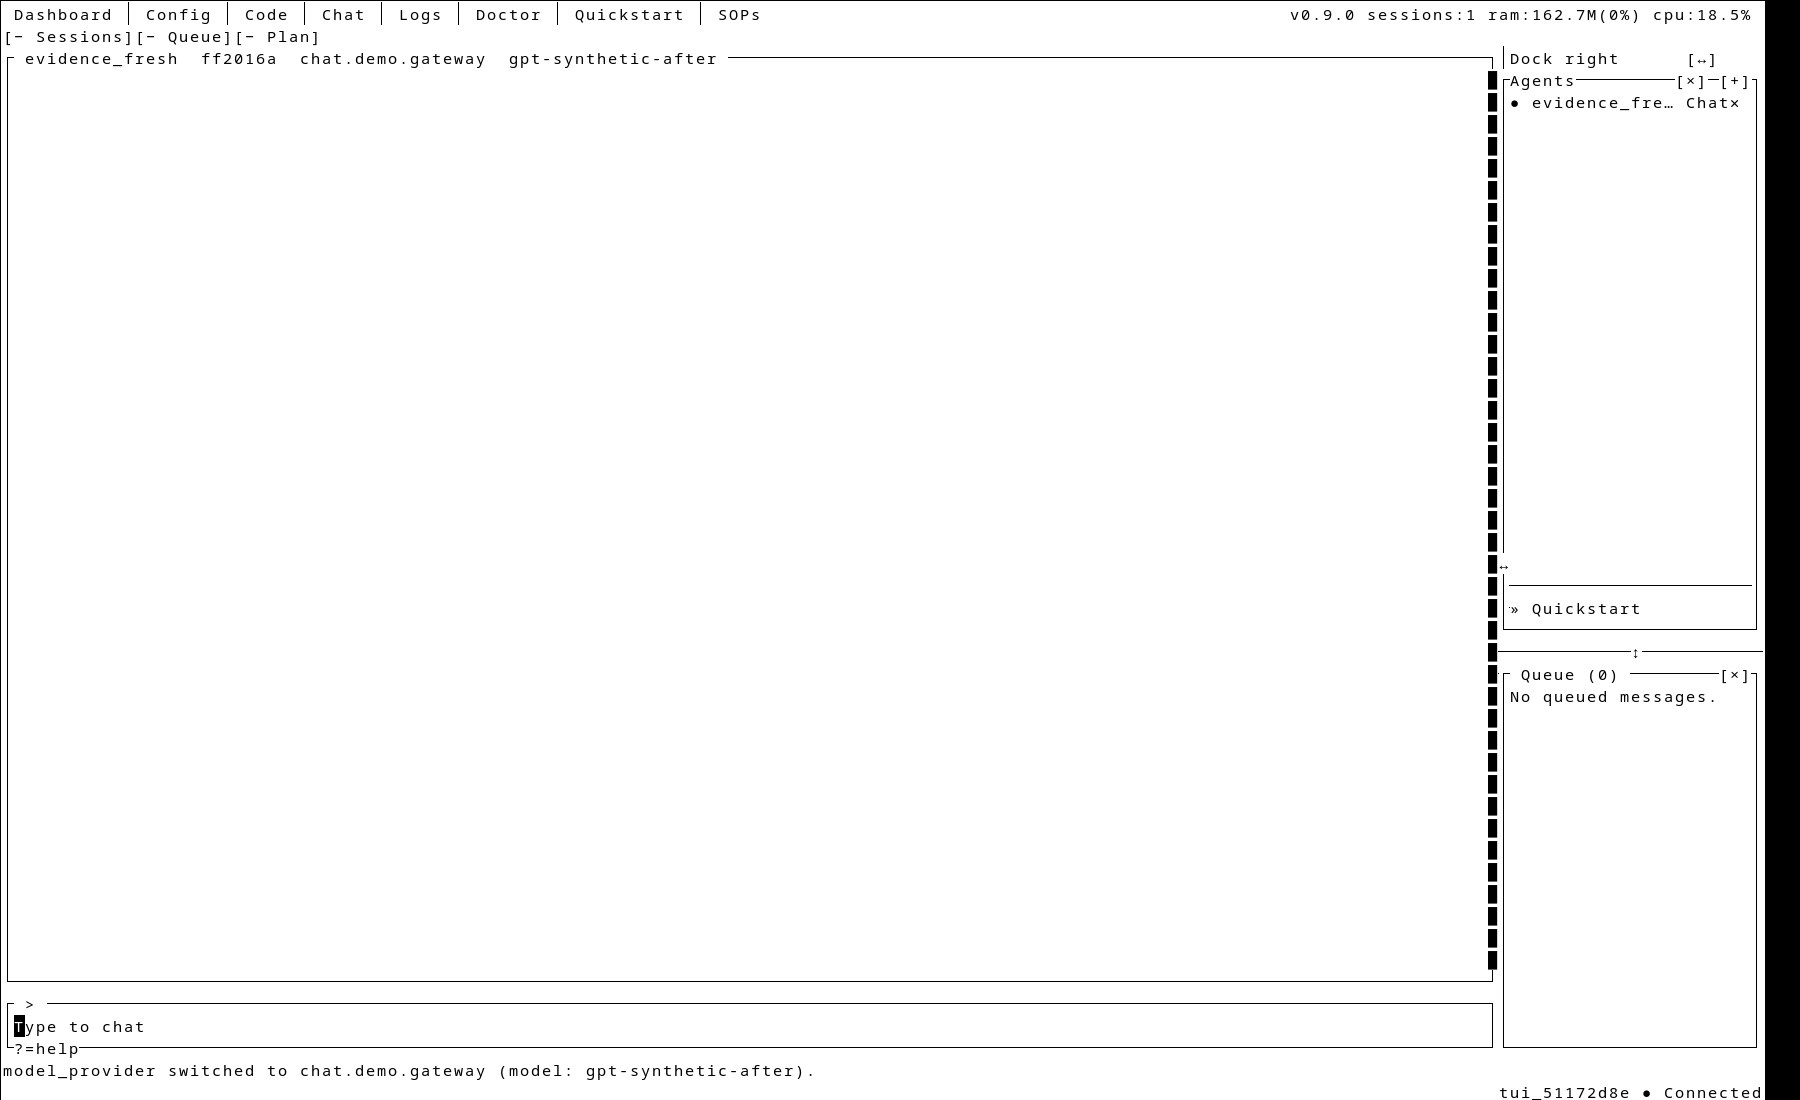 Dashboard │ Config │ Code │ Chat │ Logs │ Doctor │ Quickstart │ SOPs v0.9.0 sessions:1 ram:162.7M(0%) cpu:18.5%
[− Sessions][− Queue][− Plan]
evidence_fresh ff2016a chat.demo.gateway gpt-synthetic-after
Dock right [↔]
Agents [×] [+]
● evidence_fre… Chat×
↔
» Quickstart
↕
Queue (0) [×]
No queued messages.
>
Type to chat
?=help
model_provider switched to chat.demo.gateway (model: gpt-synthetic-after).
tui_51172d8e ● Connected